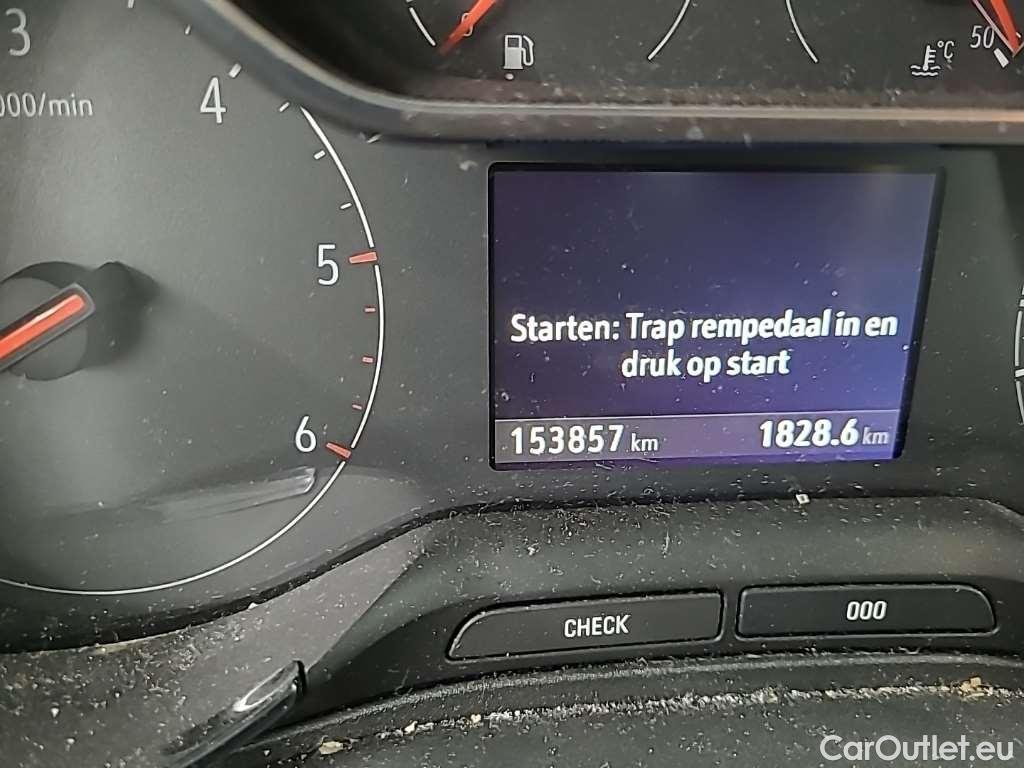 3
4
000/min
0
°C
50
5
6
Starten: Trap rempedaal in en
druk op start
153857 km
1828.6 km
CHECK
000
CarOutlet.eu